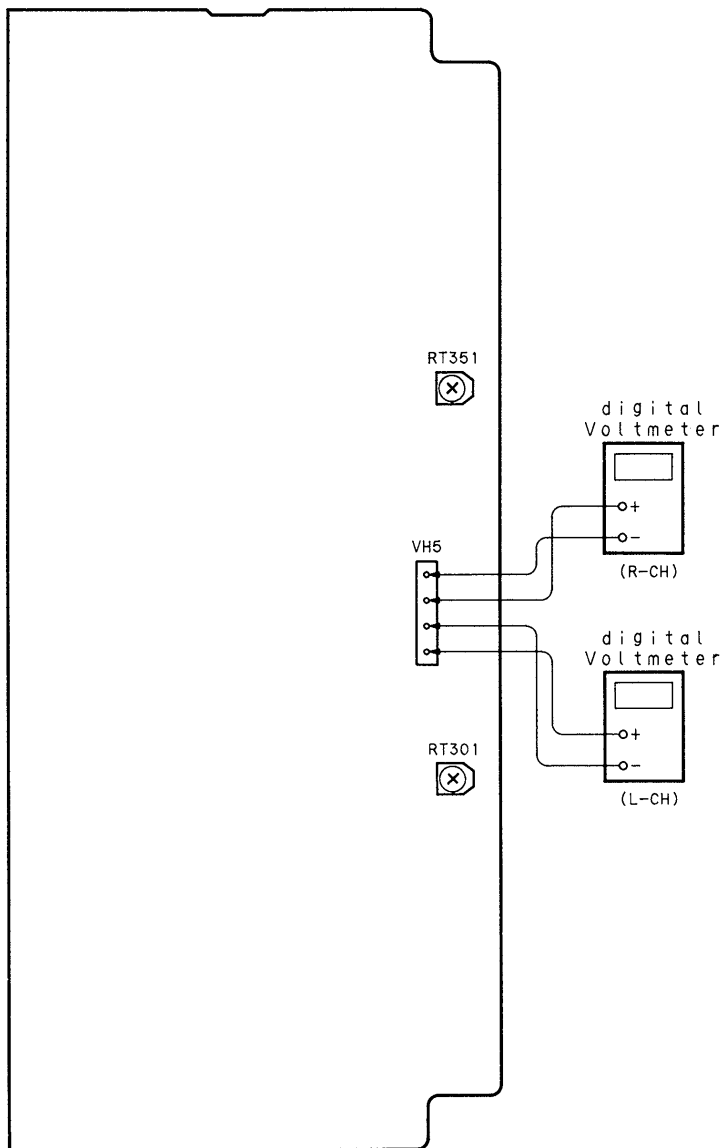 RT351
digital
Voltmeter
+
-
(R-CH)
VH5
digital
Voltmeter
+
-
(L-CH)
RT301